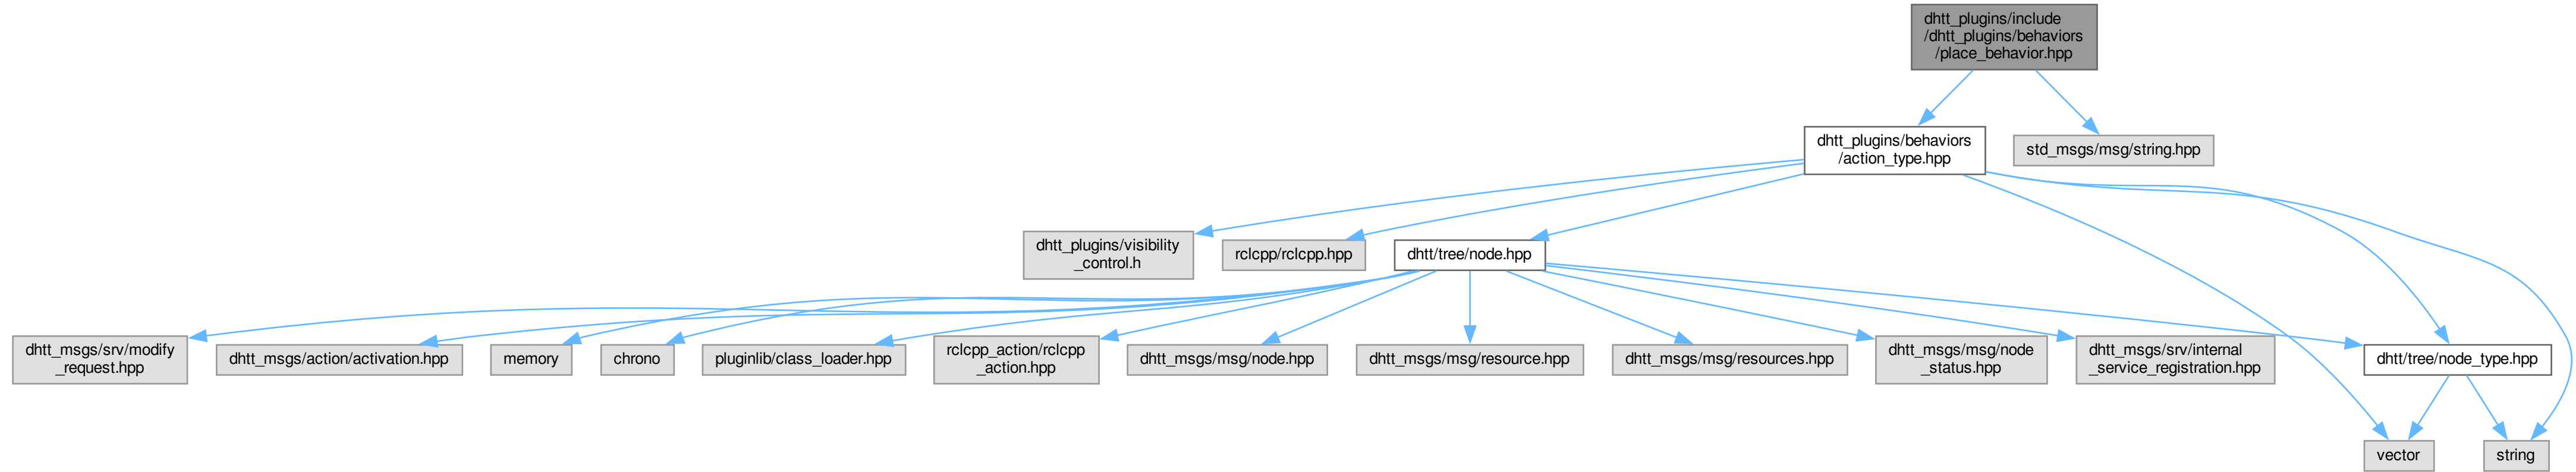 dhtt_plugins/include
/dhtt_plugins/behaviors
/place_behavior.hpp
dhtt_plugins/behaviors
/action_type.hpp
std_msgs/msg/string.hpp
dhtt_plugins/visibility
_control.h
rclcpp/rclcpp.hpp
dhtt/tree/node.hpp
dhtt_msgs/srv/modify
_request.hpp
dhtt_msgs/action/activation.hpp
memory
chrono
pluginlib/class_loader.hpp
rclcpp_action/rclcpp
_action.hpp
dhtt_msgs/msg/node.hpp
dhtt_msgs/msg/resource.hpp
dhtt_msgs/msg/resources.hpp
dhtt_msgs/msg/node
_status.hpp
dhtt_msgs/srv/internal
_service_registration.hpp
dhtt/tree/node_type.hpp
vector
string